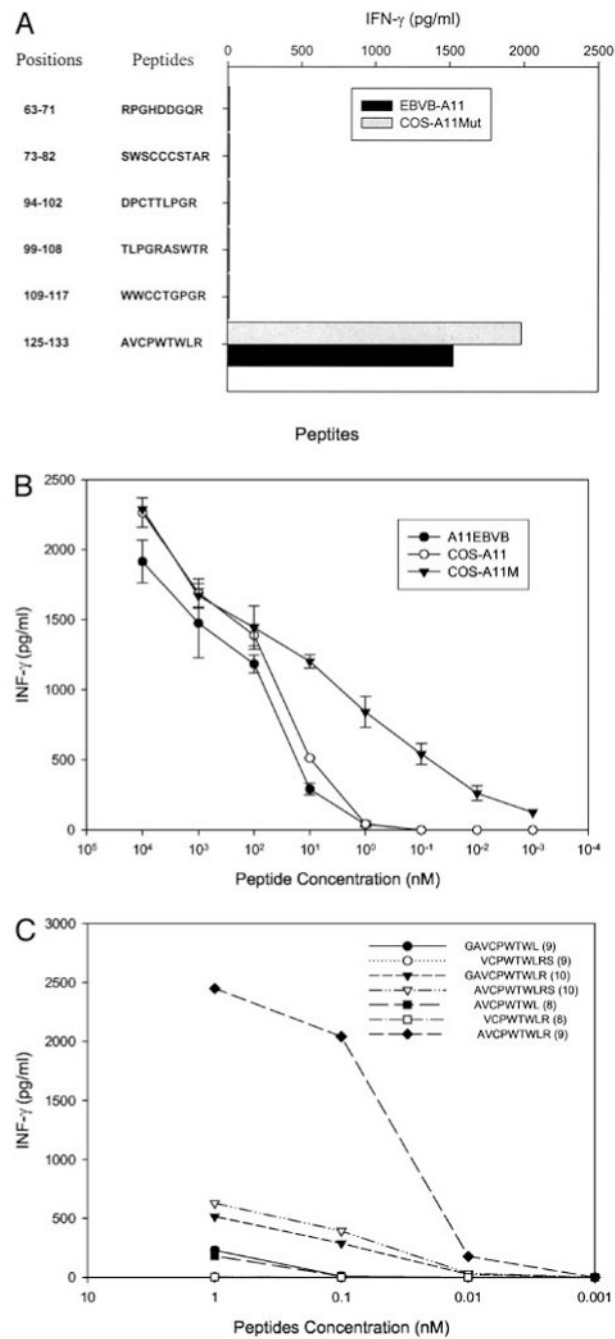 A
IFN-γ (pg/ml)
Positions Peptides 0 500 1000 1500 2000 2500
EBVB-A11
COS-A11Mut
63-71 RPGHDDGQR
73-82 SWSCCCSTAR
94-102 DPCTTLPGR
99-108 TLPGRASWTR
109-117 WWCCTGPGR
125-133 AVCPWTWLR
Peptites
B
2500
2000
1500
1000
500
0
INF-γ (pg/ml)
A11EBVB
COS-A11
COS-A11M
10⁵ 10⁴ 10³ 10² 10¹ 10⁰ 10⁻¹ 10⁻² 10⁻³ 10⁻⁴
Peptide Concentration (nM)
C
3000
2500
2000
1500
1000
500
0
INF-γ (pg/ml)
GAVCPWTWL (9)
VCPWTWLRS (9)
GAVCPWTWLR (10)
AVCPWTWLRS (10)
AVCPWTWL (8)
VCPWTWLR (8)
AVCPWTWLR (9)
10 1 0.1 0.01 0.001
Peptides Concentration (nM)